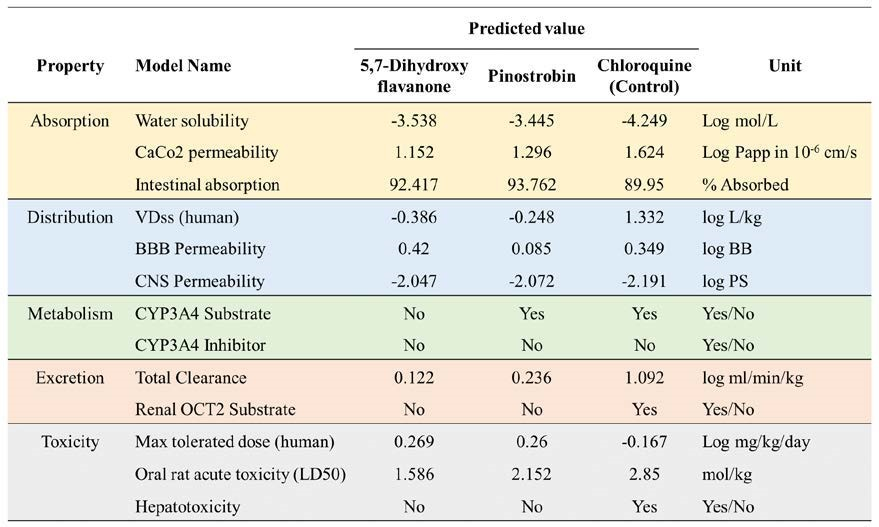 Predicted value
Property Model Name 5,7-Dihydroxy flavanone Pinostrobin Chloroquine (Control) Unit
Absorption Water solubility -3.538 -3.445 -4.249 Log mol/L
CaCo2 permeability 1.152 1.296 1.624 Log Papp in 10-6 cm/s
Intestinal absorption 92.417 93.762 89.95 % Absorbed
Distribution VDss (human) -0.386 -0.248 1.332 log L/kg
BBB Permeability 0.42 0.085 0.349 log BB
CNS Permeability -2.047 -2.072 -2.191 log PS
Metabolism CYP3A4 Substrate No Yes Yes Yes/No
CYP3A4 Inhibitor No No No Yes/No
Excretion Total Clearance 0.122 0.236 1.092 log ml/min/kg
Renal OCT2 Substrate No No Yes Yes/No
Toxicity Max tolerated dose (human) 0.269 0.26 -0.167 Log mg/kg/day
Oral rat acute toxicity (LD50) 1.586 2.152 2.85 mol/kg
Hepatotoxicity No No Yes Yes/No